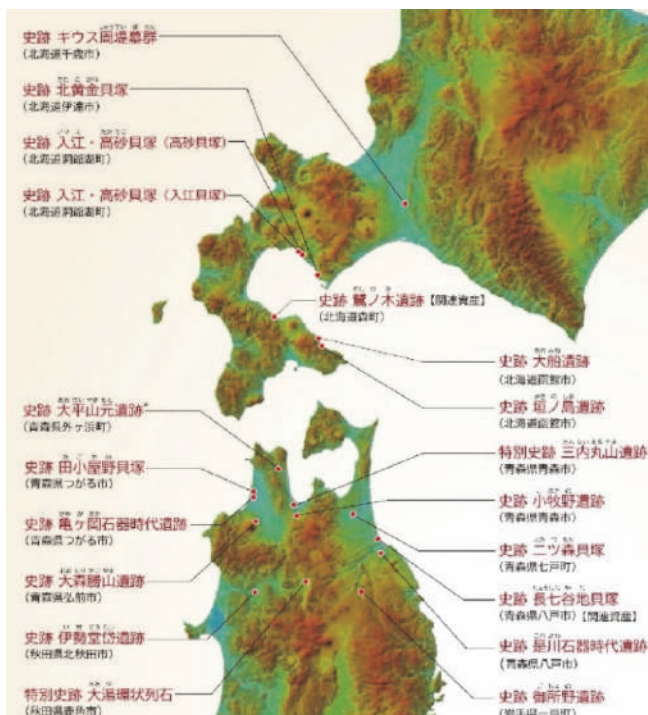 史跡 キウス周堤墓群
(北海道千歳市)
史跡 北黄金貝塚
(北海道伊達市)
史跡 入江・高砂貝塚(高砂貝塚)
(北海道洞爺湖町)
史跡 入江・高砂貝塚(入江貝塚)
(北海道洞爺湖町)
史跡 鷲ノ木遺跡【関連資産】
(北海道森町)
史跡 大船遺跡
(北海道函館市)
史跡 垣ノ島遺跡
(北海道函館市)
史跡 大平山元遺跡
(青森県外ヶ浜町)
史跡 田小屋野貝塚
(青森県つがる市)
史跡 亀ヶ岡石器時代遺跡
(青森県つがる市)
史跡 大森勝山遺跡
(青森県弘前市)
史跡 伊勢堂岱遺跡
(秋田県北秋田市)
特別史跡 大湯環状列石
(秋田県鹿角市)
特別史跡 三内丸山遺跡
(青森県青森市)
史跡 小牧野遺跡
(青森県青森市)
史跡 二ツ森貝塚
(青森県七戸町)
史跡 長七谷地貝塚
(青森県八戸市)【関連資産】
史跡 是川石器時代遺跡
(青森県八戸市)
史跡 御所野遺跡
(岩手県一戸町)